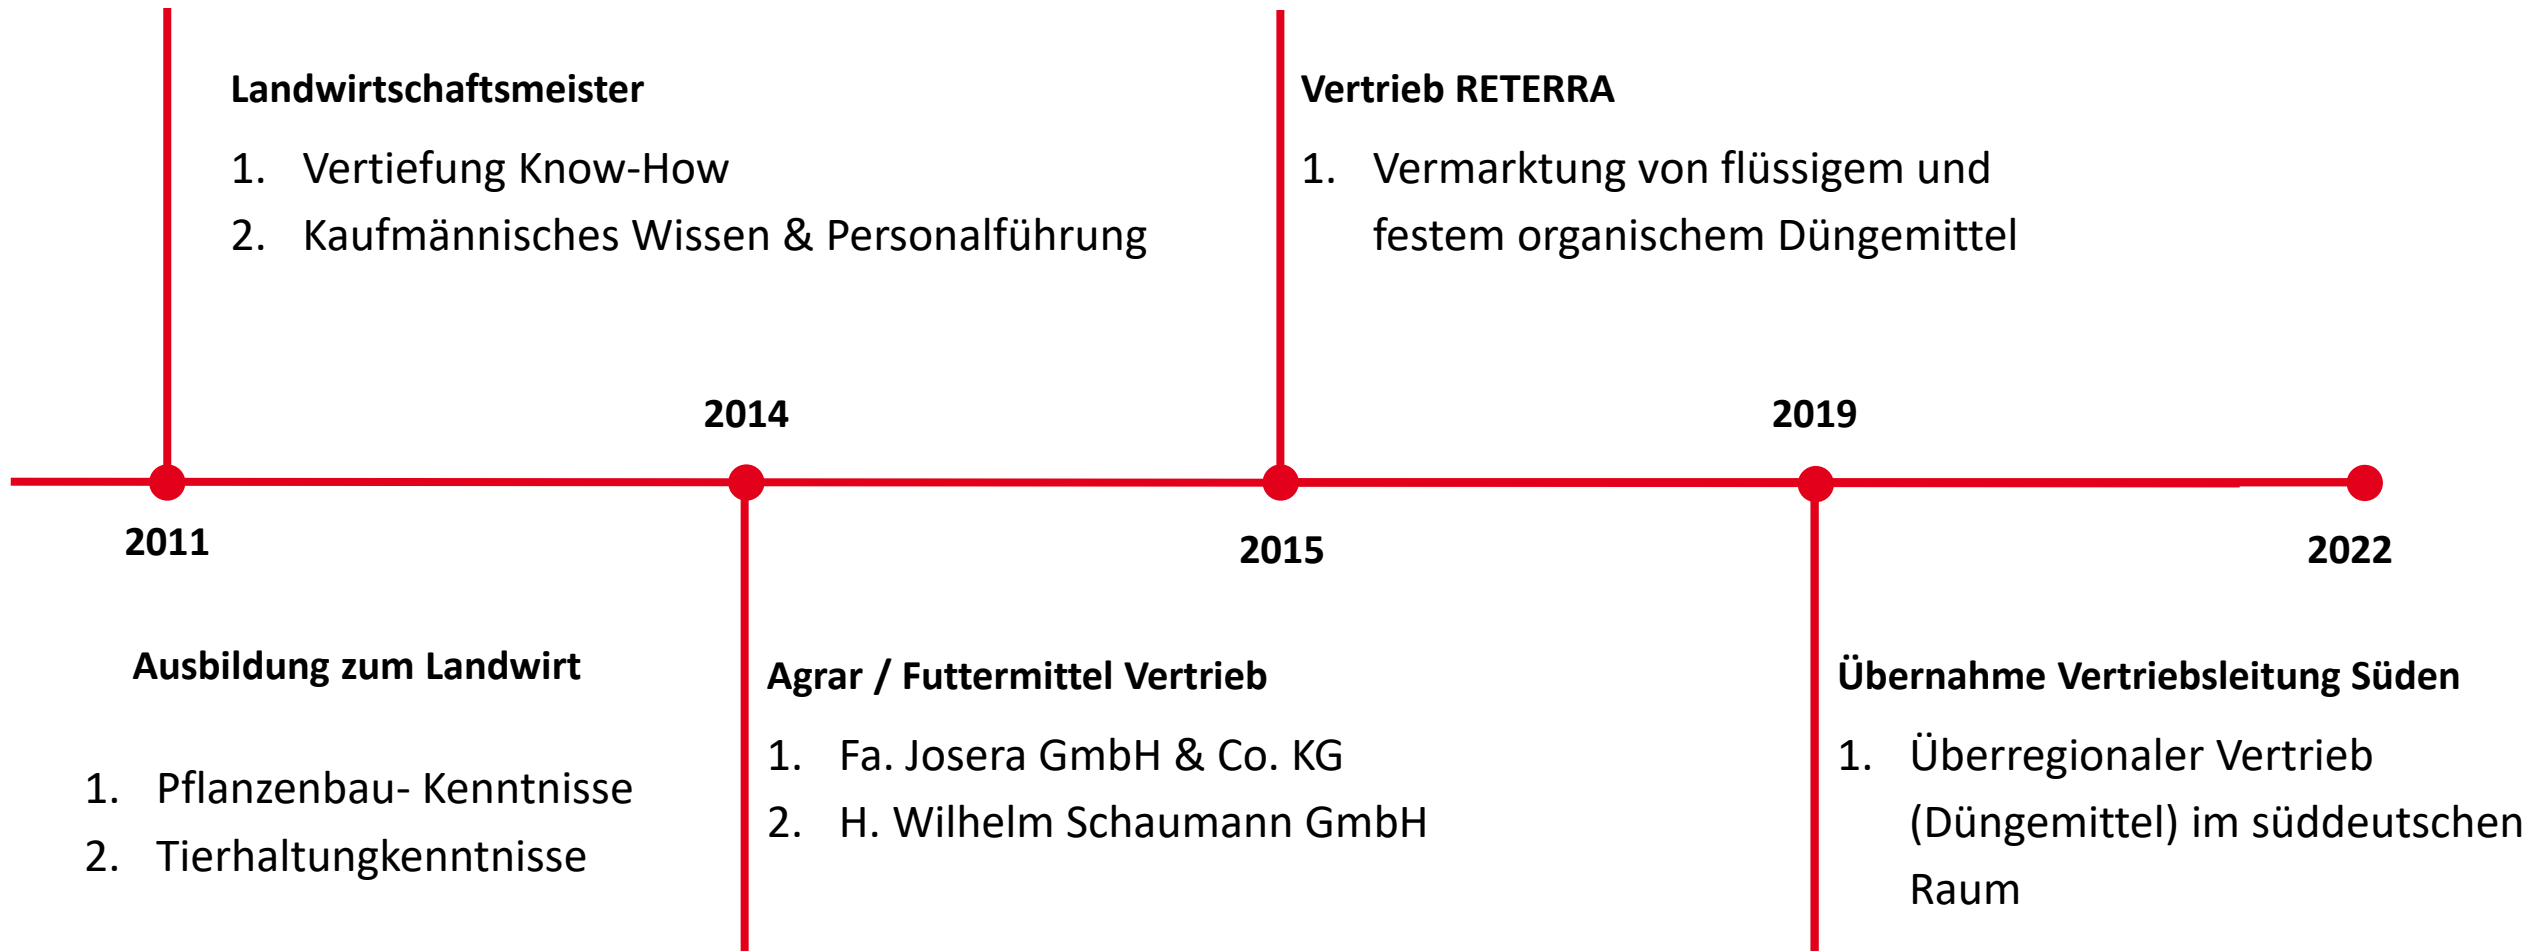 Landwirtschaftsmeister
1. Vertiefung Know-How
2. Kaufmännisches Wissen & Personalführung
Vertrieb RETERRA
1. Vermarktung von flüssigem und
festem organischem Düngemittel
2014
2019
2011
2015
2022
Ausbildung zum Landwirt
1. Pflanzenbau- Kenntnisse
2. Tierhaltungkenntnisse
Agrar / Futtermittel Vertrieb
1. Fa. Josera GmbH & Co. KG
2. H. Wilhelm Schaumann GmbH
Übernahme Vertriebsleitung Süden
1. Überregionaler Vertrieb
(Düngemittel) im süddeutschen
Raum